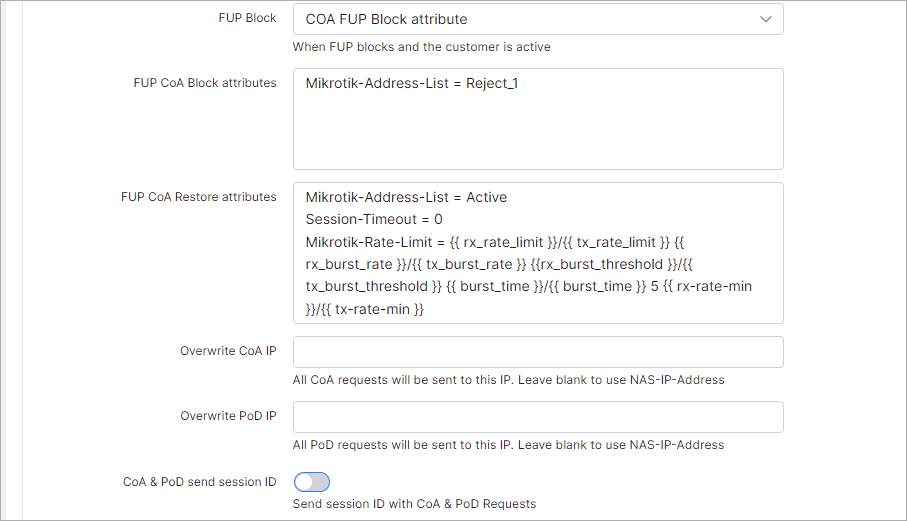 FUP Block
COA FUP Block attribute
When FUP blocks and the customer is active
FUP CoA Block attributes
Mikrotik-Address-List = Reject_1
FUP CoA Restore attributes
Mikrotik-Address-List = Active
Session-Timeout = 0
Mikrotik-Rate-Limit = {{ rx_rate_limit }}/{{ tx_rate_limit }} {{
rx_burst_rate }}/{{ tx_burst_rate }} {{rx_burst_threshold }}/{{
tx_burst_threshold }} {{ burst_time }}/{{ burst_time }} 5 {{ rx-rate-min
}}/{{ tx-rate-min }}
Overwrite CoA IP
All CoA requests will be sent to this IP. Leave blank to use NAS-IP-Address
Overwrite PoD IP
All PoD requests will be sent to this IP. Leave blank to use NAS-IP-Address
CoA & PoD send session ID
Send session ID with CoA & PoD Requests